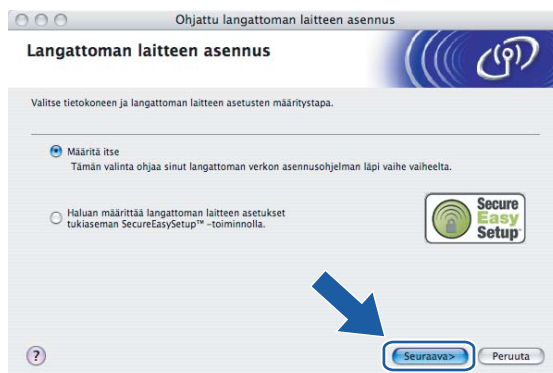 Ohjattu langattoman laitteen asennus
Langattoman laitteen asennus
Valitse tietokoneen ja langattoman laitteen asetusten määritystapa.
Määritä itse
Tämän valinta ohjaa sinut langattoman verkon asennusohjelman läpi vaihe vaiheelta.
Haluan määrittää langattoman laitteen asetukset
tukiaseman SecureEasySetup™ -toiminnolla.
Secure
Easy
Setup
?
Seuraava>
Peruuta